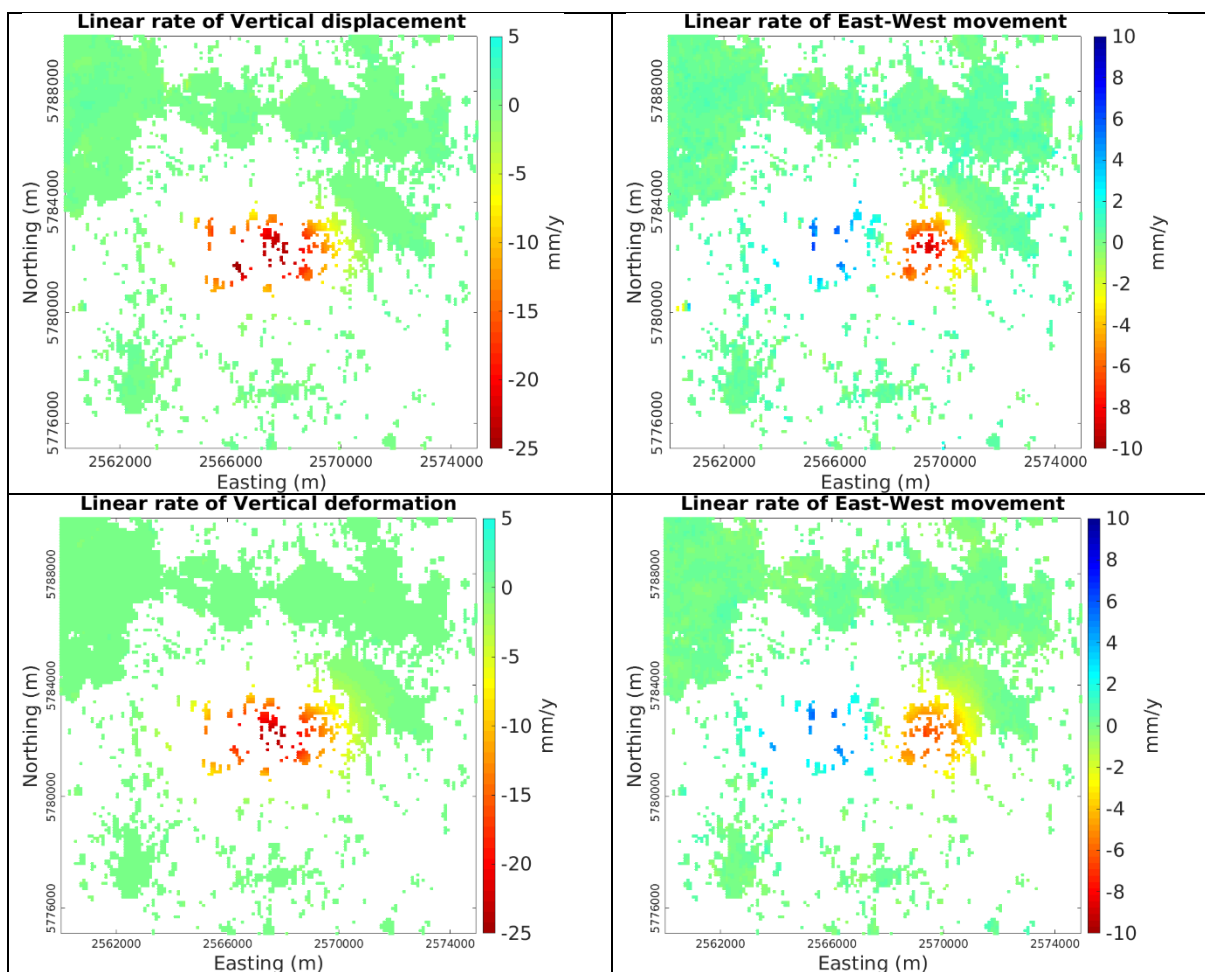 Linear rate of Vertical displacement
5
0
-5
-10
-15
-20
-25
mm/y
5788000
5784000
5780000
5776000
Northing (m)
2562000 2566000 2570000 2574000
Easting (m)
Linear rate of East-West movement
10
8
6
4
2
0
-2
-4
-6
-8
-10
mm/y
5788000
5784000
5780000
5776000
Northing (m)
2562000 2566000 2570000 2574000
Easting (m)
Linear rate of Vertical deformation
5
0
-5
-10
-15
-20
-25
mm/y
5788000
5784000
5780000
5776000
Northing (m)
2562000 2566000 2570000 2574000
Easting (m)
Linear rate of East-West movement
10
8
6
4
2
0
-2
-4
-6
-8
-10
mm/y
5788000
5784000
5780000
5776000
Northing (m)
2562000 2566000 2570000 2574000
Easting (m)